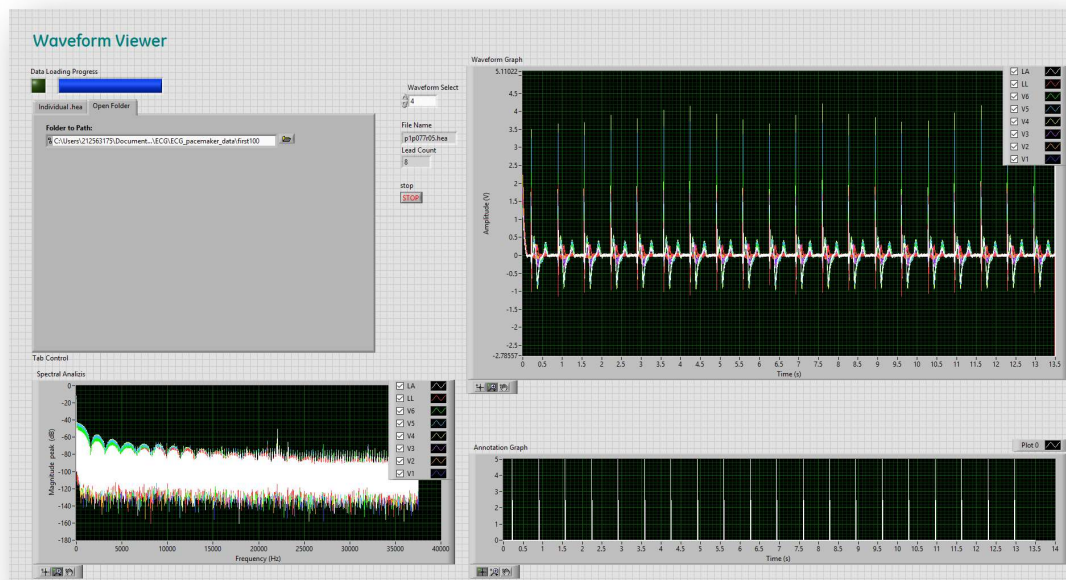 Waveform Viewer
Data Loading Progress
Individual .hea
Open Folder
Folder to Path:
C:\Users\212563175\Document...\ECG\ECG_pacemaker_data\first100
Waveform Select
4
File Name
p1p077r05.hea
Lead Count
8
stop
STOP
Tab Control
Waveform Graph
LA
LL
V6
V5
V4
V3
V2
V1
Amplitude (V)
5.11022
4.5
4
3.5
3
2.5
2
1.5
1
0.5
0
-0.5
-1
-1.5
-2
-2.5
-2.78557
0 0.5 1 1.5 2 2.5 3 3.5 4 4.5 5 5.5 6 6.5 7 7.5 8 8.5 9 9.5 10 10.5 11 11.5 12 12.5 13 13.5
Time (s)
Spectral Analizis
LA
LL
V6
V5
V4
V3
V2
V1
Magnitude peak (dB)
0
-20
-40
-60
-80
-100
-120
-140
-160
-180
0 5000 10000 15000 20000 25000 30000 35000 40000
Frequency (Hz)
Annotation Graph
Plot 0
5
4
3
2
1
0
0 0.5 1 1.5 2 2.5 3 3.5 4 4.5 5 5.5 6 6.5 7 7.5 8 8.5 9 9.5 10 10.5 11 11.5 12 12.5 13 13.5 14
Time (s)